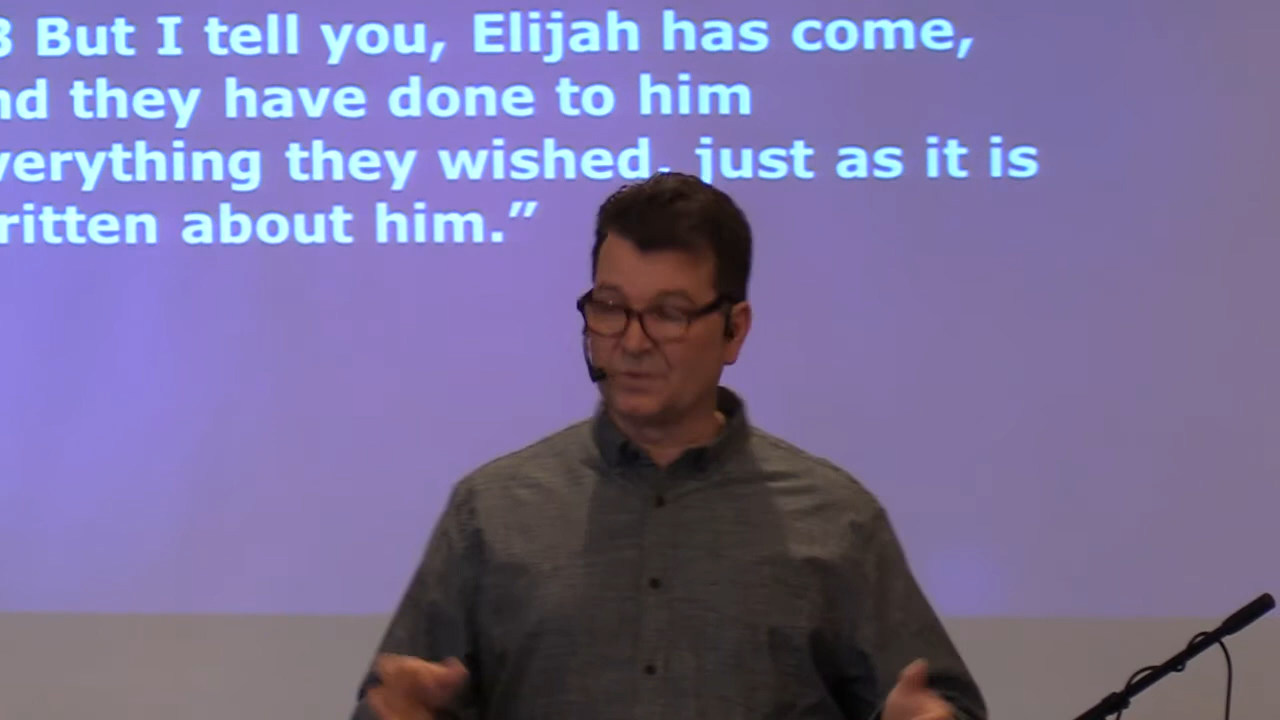 3 But I tell you, Elijah has come,
nd they have done to him
verything they wished, just as it is
ritten about him.”